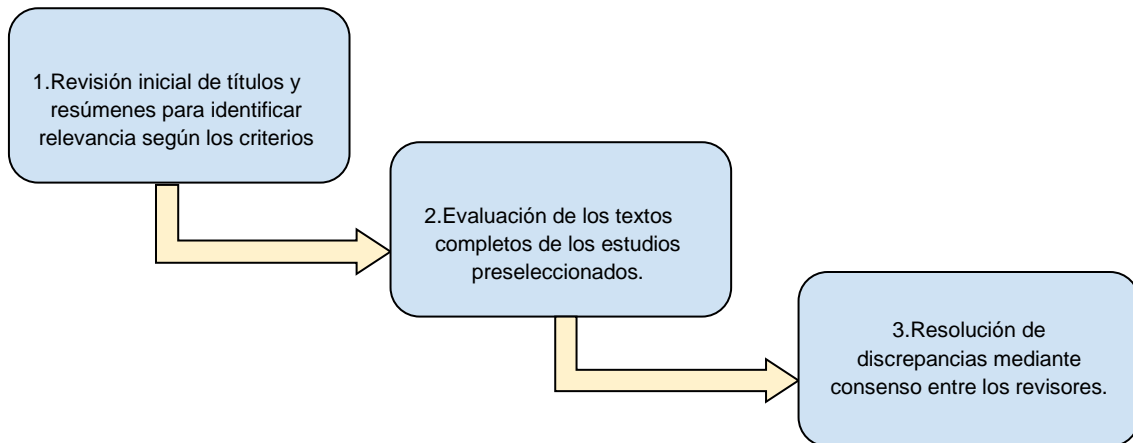 1.Revisión inicial de títulos y
resúmenes para identificar
relevancia según los criterios
2.Evaluación de los textos
completos de los estudios
preseleccionados.
3.Resolución de
discrepancias mediante
consenso entre los revisores.